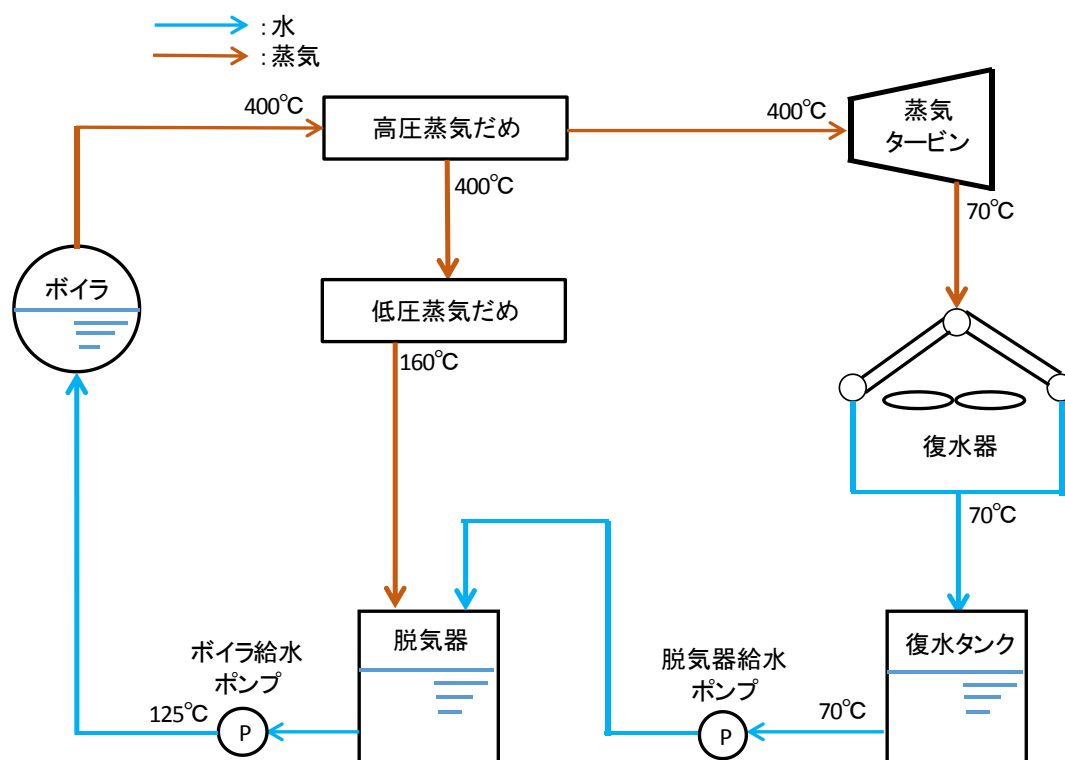 : 水
: 蒸気
400℃
高圧蒸気だめ
400℃
蒸気
タービン
400℃
70℃
ボイラ
低圧蒸気だめ
160℃
復水器
70℃
脱気器
復水タンク
ボイラ給水
ポンプ
脱気器給水
ポンプ
125℃
P
70℃
P